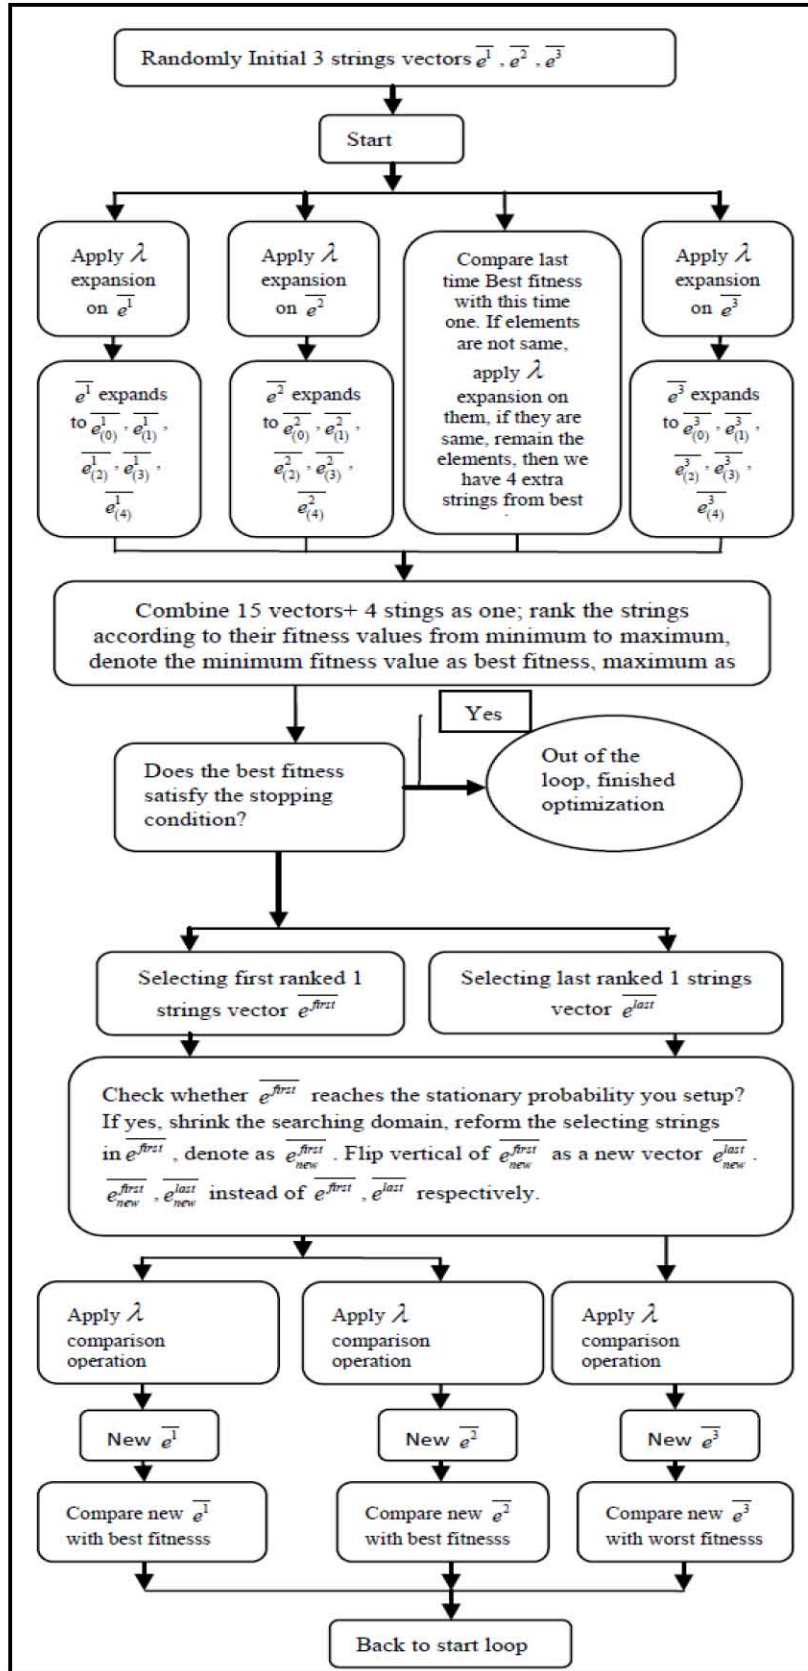 Randomly Initial 3 strings vectors e¹ , e² , e³
Start
Apply λ
expansion
on e¹
Apply λ
expansion
on e²
Compare last
time Best fitness
with this time
one. If elements
are not same,
apply λ
expansion on
them, if they are
same, remain the
elements, then we
have 4 extra
strings from best
Apply λ
expansion
on e³
e¹ expands
to e¹₍₀₎ , e¹₍₁₎ ,
e¹₍₂₎ , e¹₍₃₎ ,
e¹₍₄₎
e² expands
to e²₍₀₎ , e²₍₁₎ ,
e²₍₂₎ , e²₍₃₎ ,
e²₍₄₎
e³ expands
to e³₍₀₎ , e³₍₁₎ ,
e³₍₂₎ , e³₍₃₎ ,
e³₍₄₎
Combine 15 vectors+ 4 stings as one; rank the strings
according to their fitness values from minimum to maximum,
denote the minimum fitness value as best fitness, maximum as
Yes
Does the best fitness
satisfy the stopping
condition?
Out of the
loop, finished
optimization
Selecting first ranked 1
strings vector e^first
Selecting last ranked 1 strings
vector e^last
Check whether e^first reaches the stationary probability you setup?
If yes, shrink the searching domain, reform the selecting strings
in e^first , denote as e^first_new . Flip vertical of e^first_new as a new vector e^last_new .
e^first_new , e^last_new instead of e^first , e^last respectively.
Apply λ
comparison
operation
Apply λ
comparison
operation
Apply λ
comparison
operation
New e¹
New e²
New e³
Compare new e¹
with best fitnesss
Compare new e²
with best fitnesss
Compare new e³
with worst fitnesss
Back to start loop